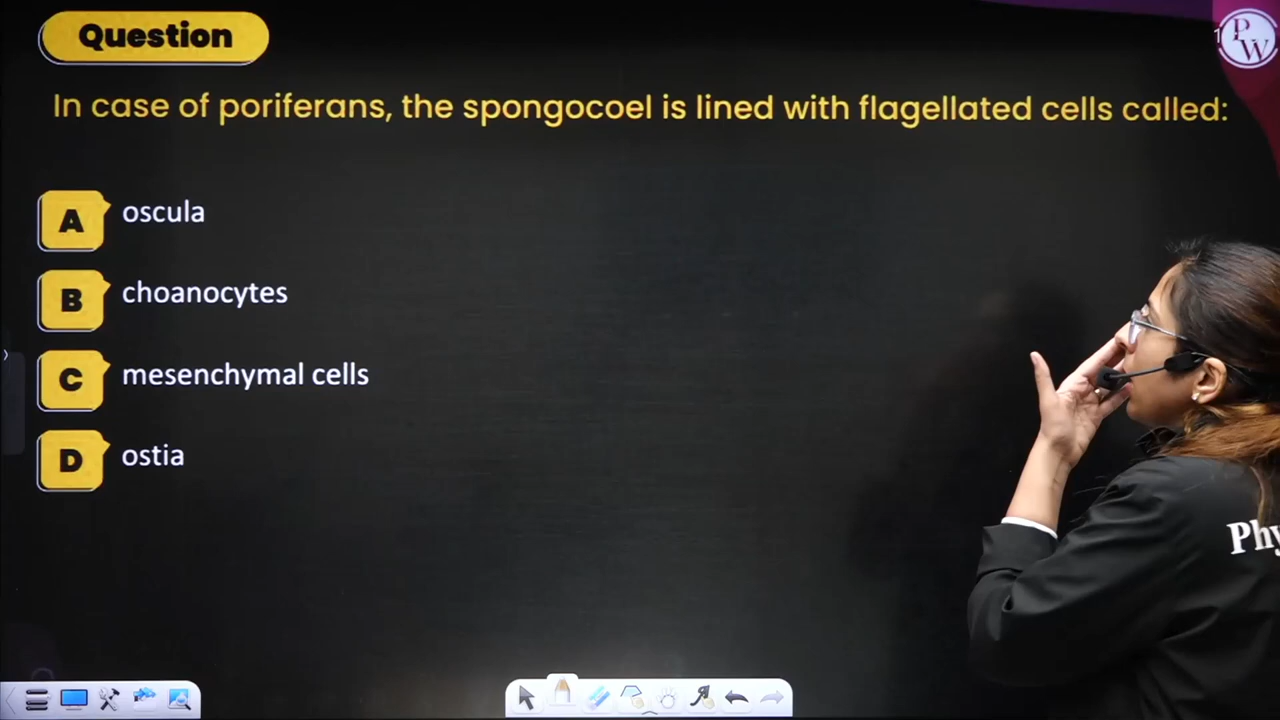 Question
PW
In case of poriferans, the spongocoel is lined with flagellated cells called:
A oscula
B choanocytes
C mesenchymal cells
D ostia
Phy